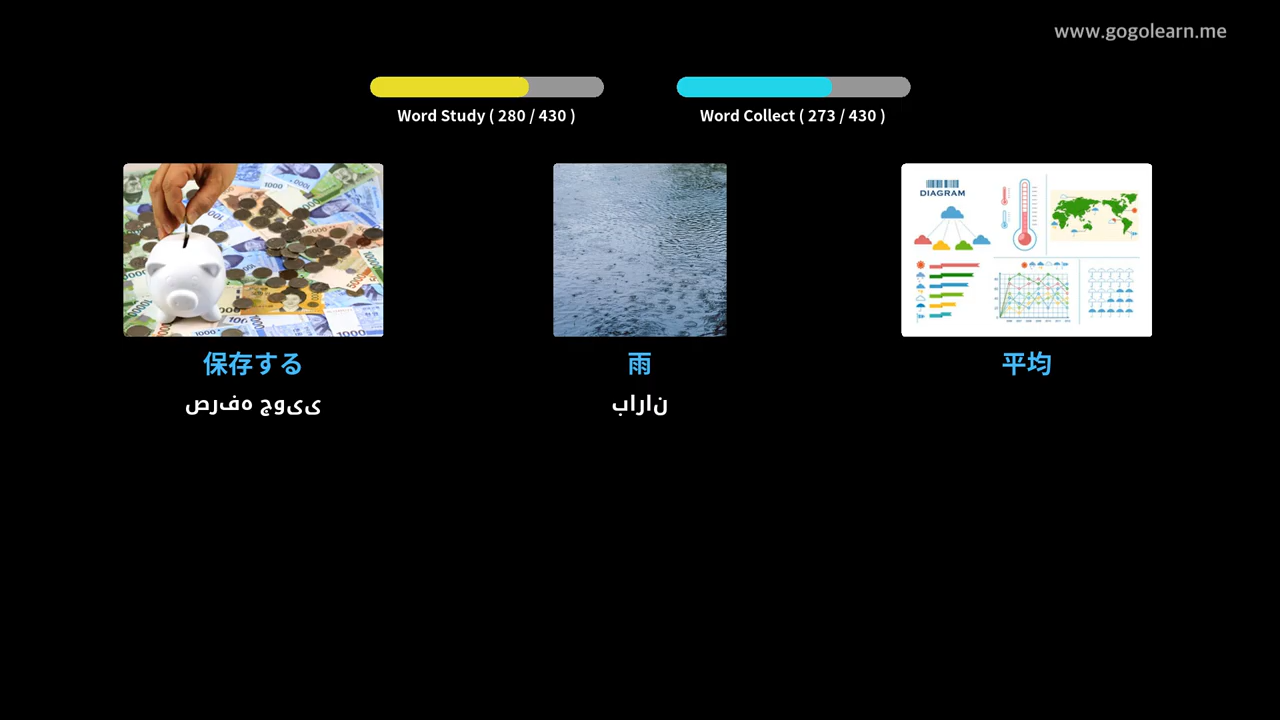 www.gogolearn.me
Word Study ( 280 / 430 )
Word Collect ( 273 / 430 )
DIAGRAM
保存する
صرفه جویی
雨
باران
平均